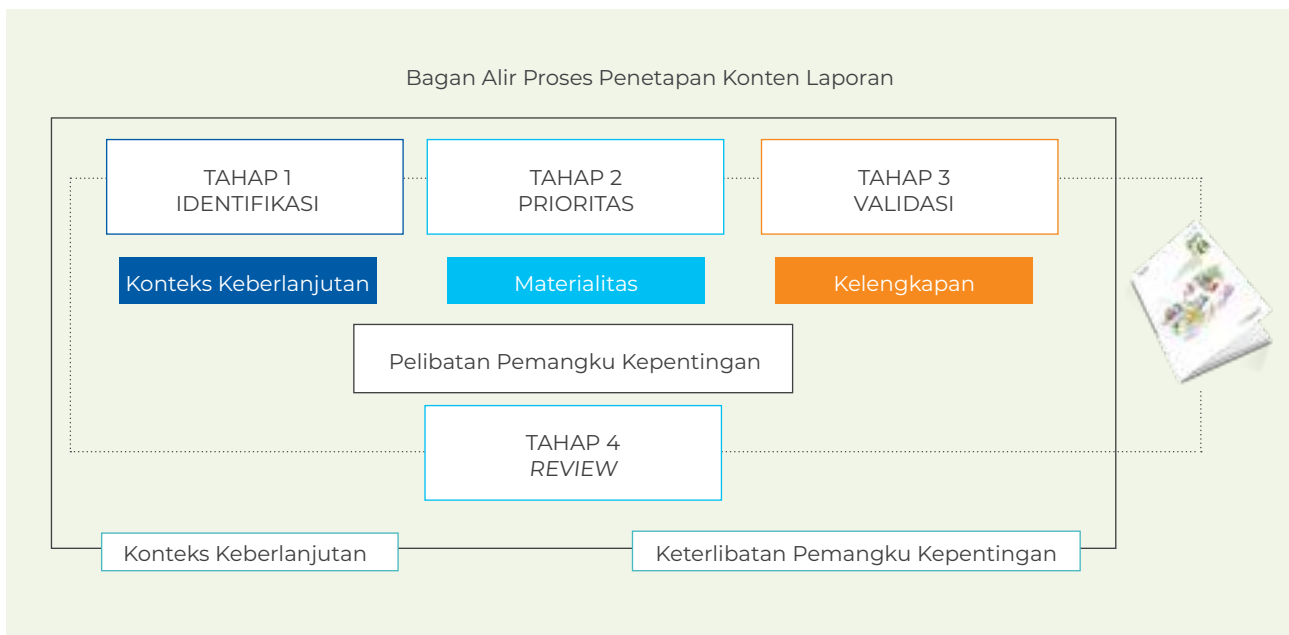 Bagan Alir Proses Penetapan Konten Laporan
TAHAP 1
IDENTIFIKASI
TAHAP 2
PRIORITAS
TAHAP 3
VALIDASI
Konteks Keberlanjutan
Materialitas
Kelengkapan
Pelibatan Pemangku Kepentingan
TAHAP 4
REVIEW
Konteks Keberlanjutan
Keterlibatan Pemangku Kepentingan